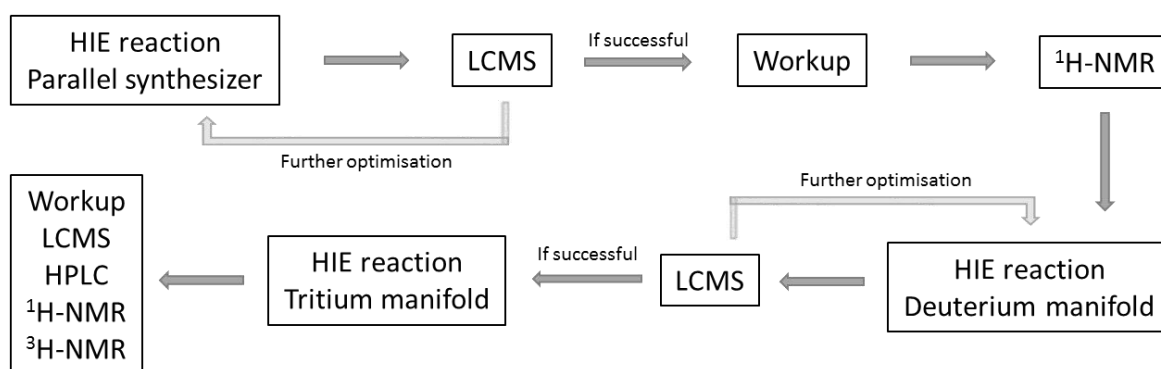 HIE reaction
Parallel synthesizer
LCMS
If successful
Workup
¹H-NMR
Further optimisation
Further optimisation
Workup
LCMS
HPLC
¹H-NMR
³H-NMR
HIE reaction
Tritium manifold
If successful
LCMS
HIE reaction
Deuterium manifold